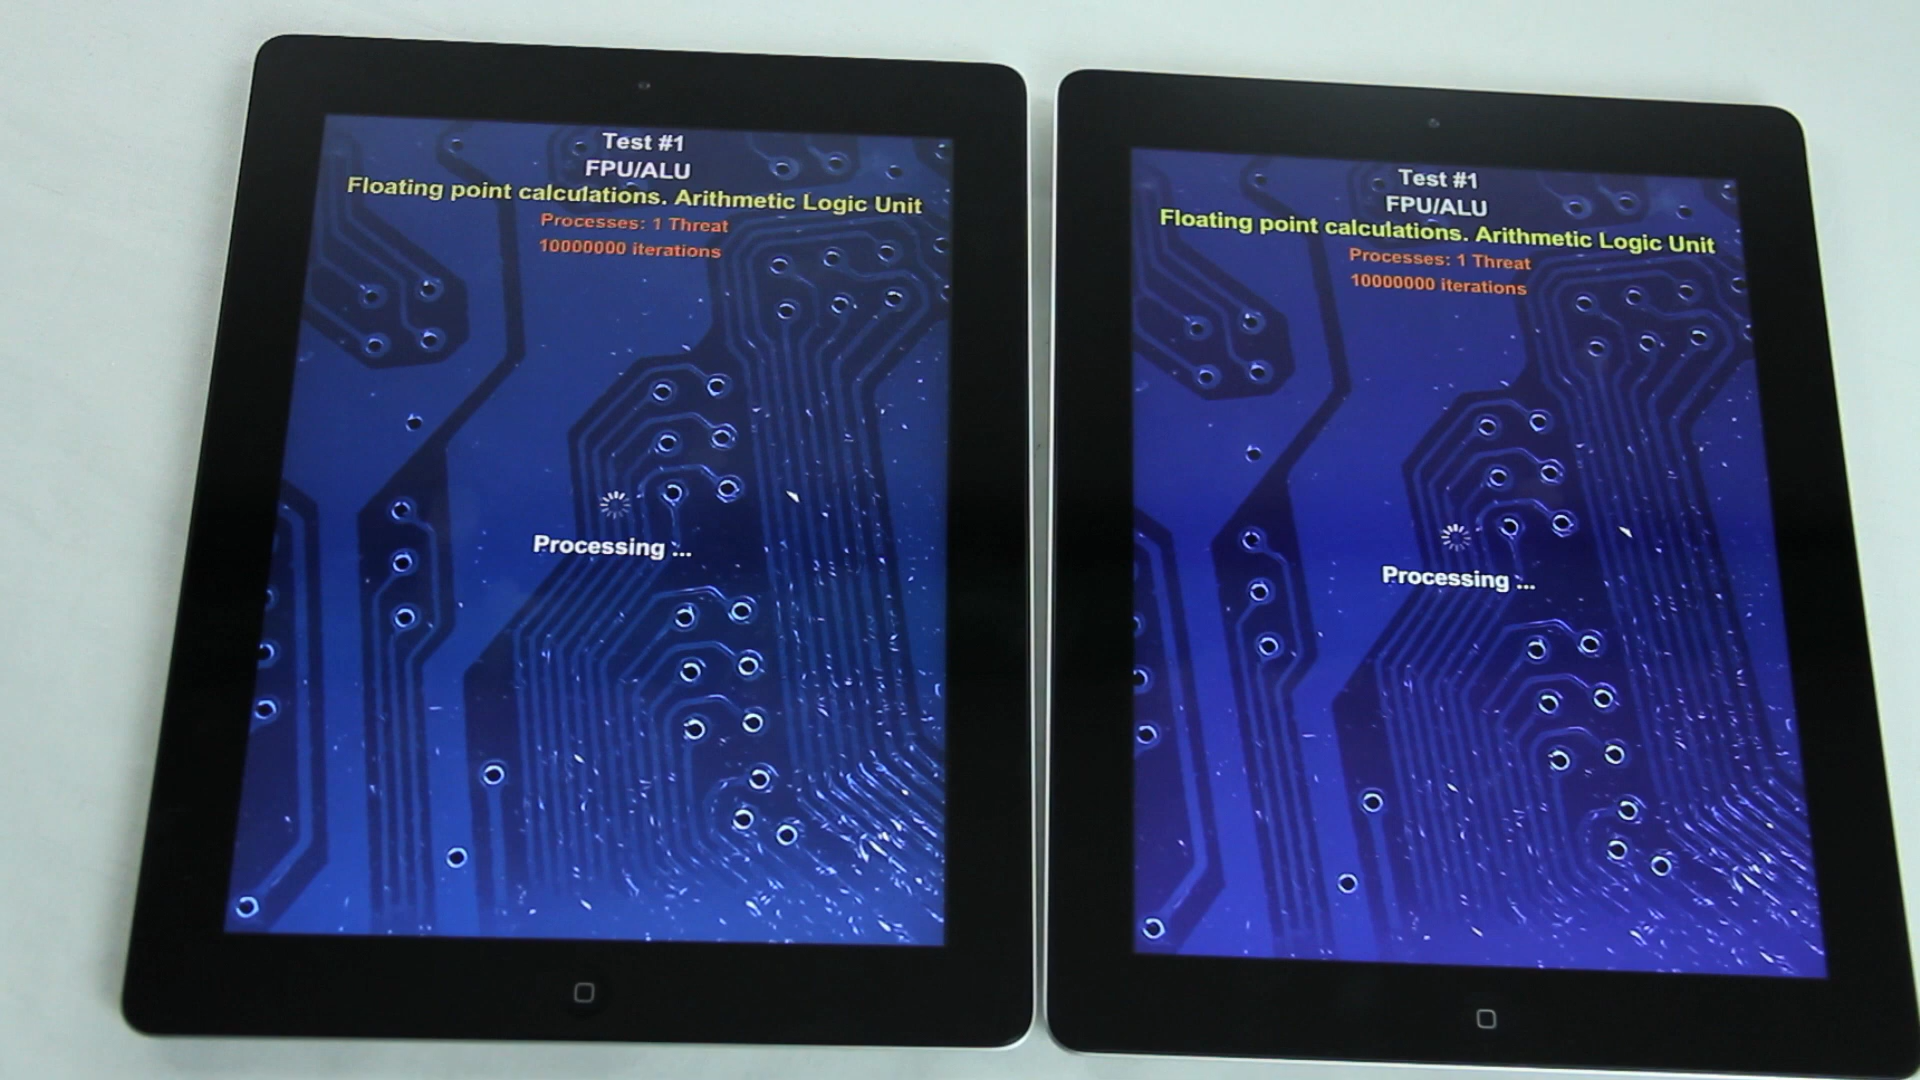 Test #1
FPU/ALU
Floating point calculations. Arithmetic Logic Unit
Processes: 1 Threat
10000000 iterations
Processing ...
Test #1
FPU/ALU
Floating point calculations. Arithmetic Logic Unit
Processes: 1 Threat
10000000 iterations
Processing ...